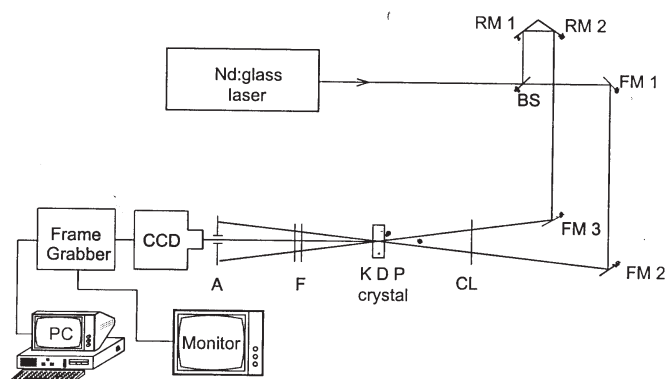 RM 1
RM 2
Nd:glass
laser
BS
FM 1
Frame
Grabber
CCD
A
F
K D P
crystal
CL
FM 3
FM 2
PC
Monitor